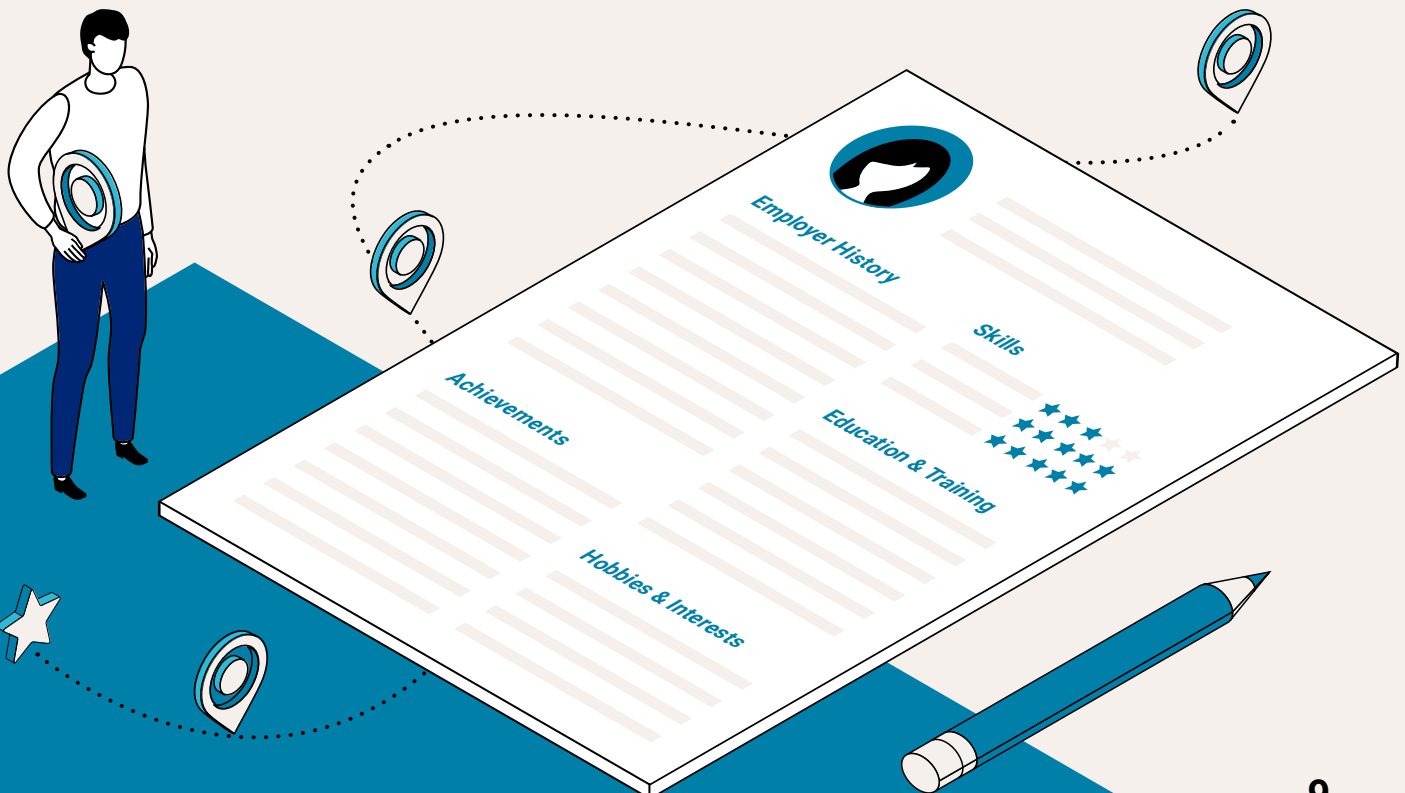 Employer History
Skills
Achievements
Education & Training
Hobbies & Interests